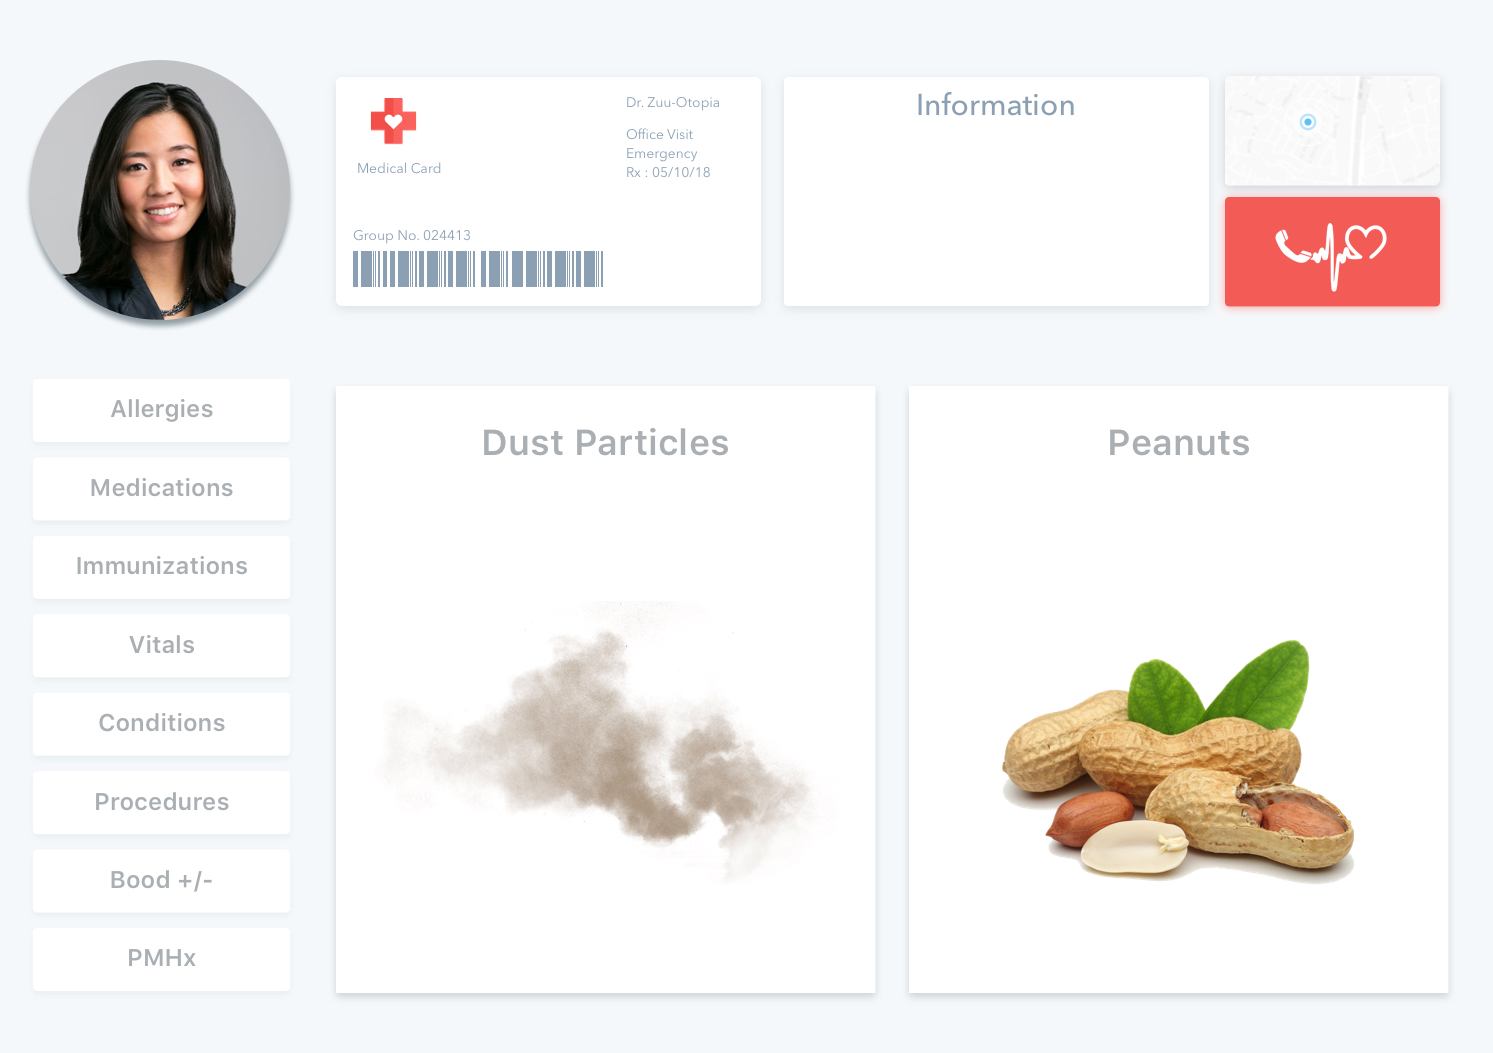 Medical Card
Dr. Zuu-Otopia
Office Visit
Emergency
Rx : 05/10/18
Group No. 024413
Information
Allergies
Medications
Immunizations
Vitals
Conditions
Procedures
Bood +/-
PMHx
Dust Particles
Peanuts